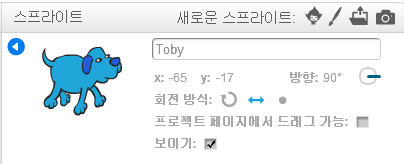 스프라이트 새로운 스프라이트:
Toby
x: -65 y: -17 방향: 90°
회전 방식:
프로젝트 페이지에서 드래그 가능:
보이기: